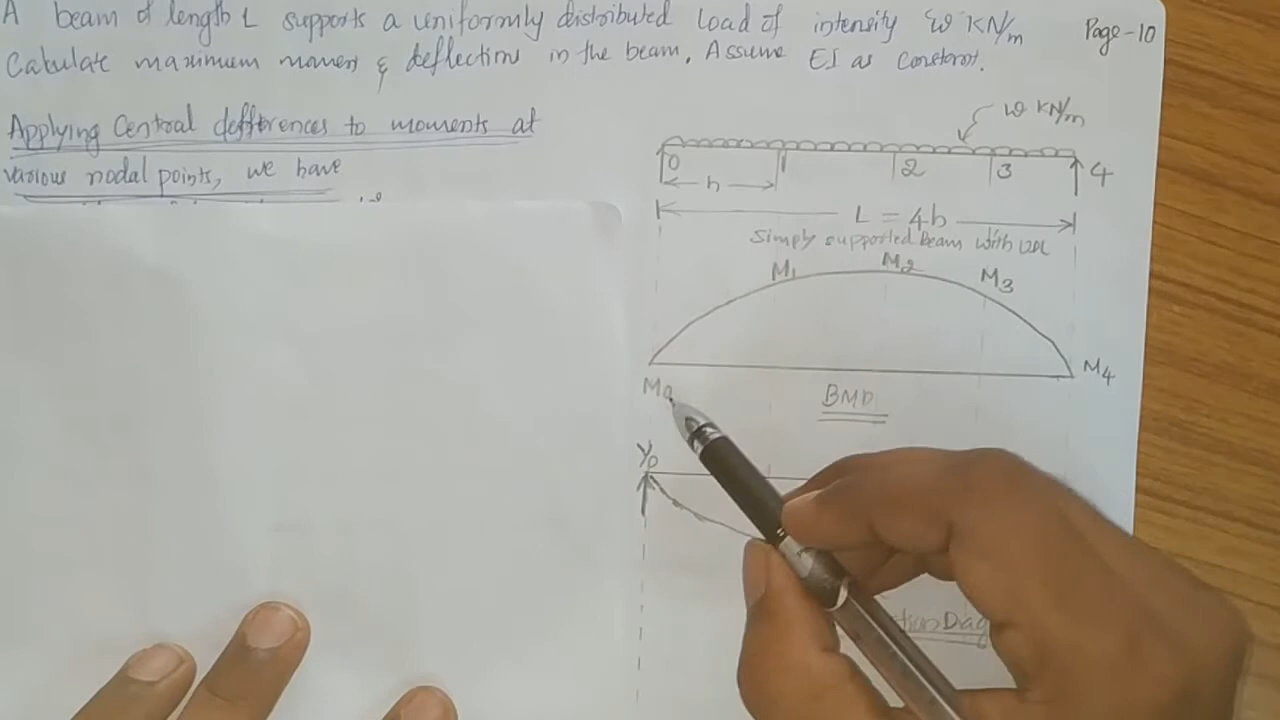 A beam of length L supports a uniformly distributed load of intensity w KN/m
Calculate maximum moment & deflections in the beam. Assume EI as constant.
Page-10
Applying Central defferences to moments at
various nodal points, we have
w KN/m
0 1 2 3 4
h
L = 4h
Simply supported Beam with UDL
M1 M2 M3
M0 M4
BMD
Y0